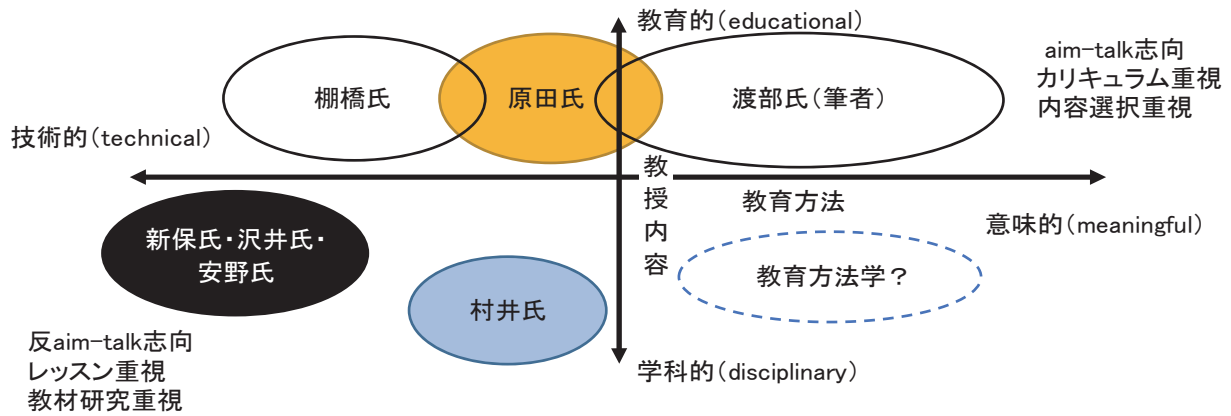 教育的(educational)
aim-talk志向
カリキュラム重視
内容選択重視
棚橋氏
原田氏
渡部氏(筆者)
技術的(technical)
教授内容
教育方法
意味的(meaningful)
新保氏・沢井氏・
安野氏
村井氏
教育方法学?
反aim-talk志向
レッスン重視
教材研究重視
学科的(disciplinary)